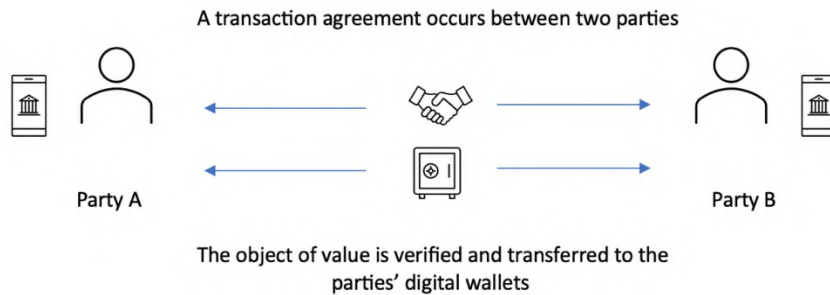 A transaction agreement occurs between two parties
Party A
Party B
The object of value is verified and transferred to the
parties' digital wallets